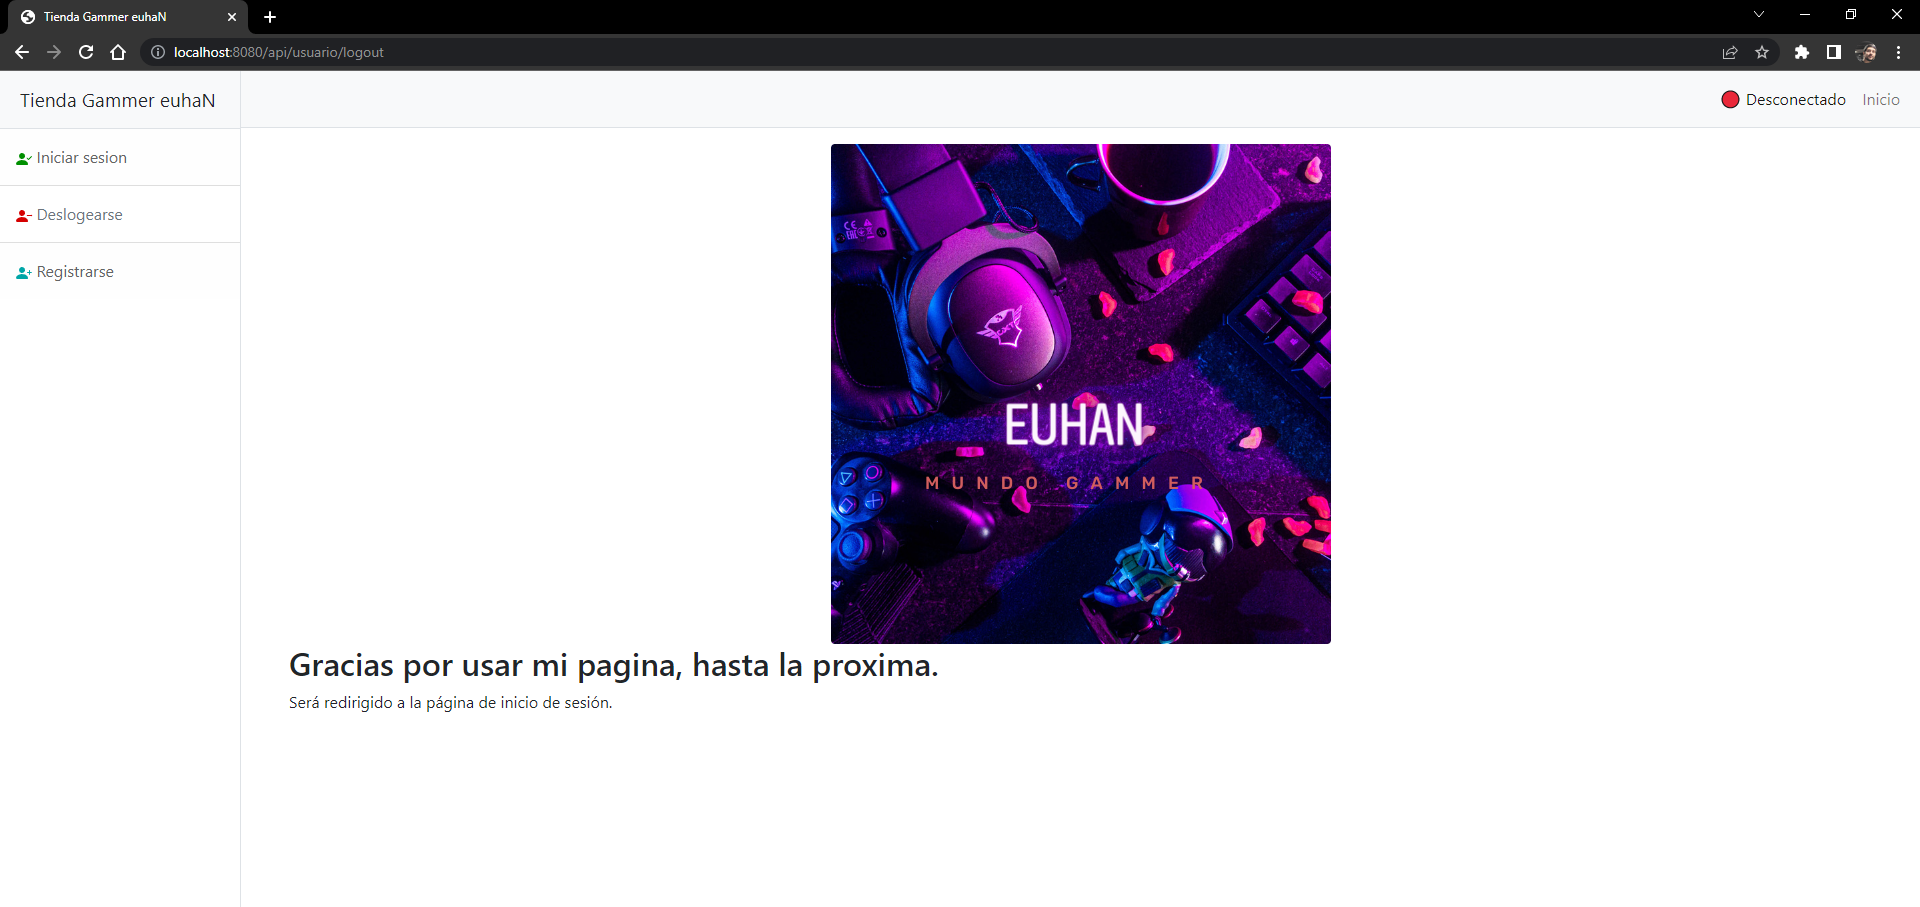 Tienda Gammer euhaN
localhost:8080/api/usuario/logout
Tienda Gammer euhaN
Desconectado Inicio
Iniciar sesion
Deslogearse
Registrarse
EUHAN
MUNDO GAMMER
Gracias por usar mi pagina, hasta la proxima.
Será redirigido a la página de inicio de sesión.